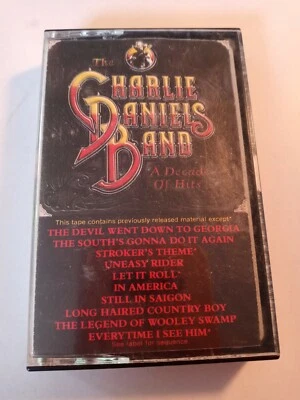 The
CHARLIE
DANIELS
BAND
A Decade
Of Hits
This tape contains previously released material except*
THE DEVIL WENT DOWN TO GEORGIA
THE SOUTH'S GONNA DO IT AGAIN
STROKER'S THEME*
UNEASY RIDER
LET IT ROLL*
IN AMERICA
STILL IN SAIGON
LONG HAIRED COUNTRY BOY
THE LEGEND OF WOOLEY SWAMP
EVERYTIME I SEE HIM*
See label for sequence